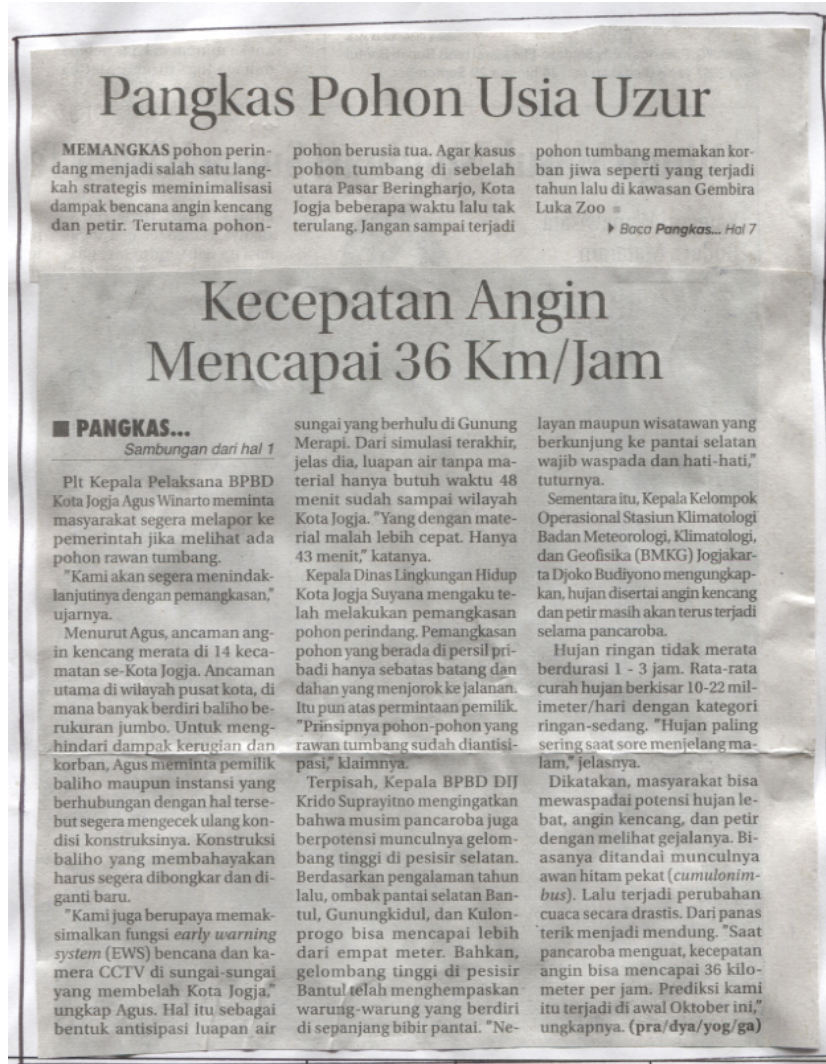 Pangkas Pohon Usia Uzur
MEMANGKAS pohon perin-
dang menjadi salah satu lang-
kah strategis meminimalisasi
dampak bencana angin kencang
dan petir. Terutama pohon-
pohon berusia tua. Agar kasus
pohon tumbang di sebelah
utara Pasar Beringharjo, Kota
Jogja beberapa waktu lalu tak
terulang. Jangan sampai terjadi
pohon tumbang memakan kor-
ban jiwa seperti yang terjadi
tahun lalu di kawasan Gembira
Luka Zoo
Baca Pangkas... Hal 7
Kecepatan Angin
Mencapai 36 Km/Jam
PANGKAS...
Sambungan dari hal 1
Plt Kepala Pelaksana BPBD
Kota Jogja Agus Winarto meminta
masyarakat segera melapor ke
pemerintah jika melihat ada
pohon rawan tumbang.
"Kami akan segera menindak-
lanjutinya dengan pemangkasan,"
ujarnya.
Menurut Agus, ancaman ang-
in kencang merata di 14 keca-
matan se-Kota Jogja. Ancaman
utama di wilayah pusat kota, di
mana banyak berdiri baliho be-
rukuran jumbo. Untuk meng-
hindari dampak kerugian dan
korban, Agus meminta pemilik
baliho maupun instansi yang
berhubungan dengan hal terse-
but segera mengecek ulang kon-
disi konstruksinya. Konstruksi
baliho yang membahayakan
harus segera dibongkar dan di-
ganti baru.
"Kami juga berupaya memak-
simalkan fungsi early warning
system (EWS) bencana dan ka-
mera CCTV di sungai-sungai
yang membelah Kota Jogja,"
ungkap Agus. Hal itu sebagai
bentuk antisipasi luapan air
sungai yang berhulu di Gunung
Merapi. Dari simulasi terakhir,
jelas dia, luapan air tanpa ma-
terial hanya butuh waktu 48
menit sudah sampai wilayah
Kota Jogja. "Yang dengan mate-
rial malah lebih cepat. Hanya
43 menit," katanya.
Kepala Dinas Lingkungan Hidup
Kota Jogja Suyana mengaku te-
lah melakukan pemangkasan
pohon perindang. Pemangkasan
pohon yang berada di persil pri-
badi hanya sebatas batang dan
dahan yang menjorok ke jalanan.
Itu pun atas permintaan pemilik.
"Prinsipnya pohon-pohon yang
rawan tumbang sudah diantisi-
pasi," klaimnya.
Terpisah, Kepala BPBD DIJ
Krido Suprayitno mengingatkan
bahwa musim pancaroba juga
berpotensi munculnya gelom-
bang tinggi di pesisir selatan.
Berdasarkan pengalaman tahun
lalu, ombak pantai selatan Ban-
tul, Gunungkidul, dan Kulon-
progo bisa mencapai lebih
dari empat meter. Bahkan,
gelombang tinggi di pesisir
Bantul telah menghempaskan
warung-warung yang berdiri
di sepanjang bibir pantai. "Ne-
layan maupun wisatawan yang
berkunjung ke pantai selatan
wajib waspada dan hati-hati,"
tuturnya.
Sementara itu, Kepala Kelompok
Operasional Stasiun Klimatologi
Badan Meteorologi, Klimatologi,
dan Geofisika (BMKG) Jogjakar-
ta Djoko Budiyono mengungkap-
kan, hujan disertai angin kencang
dan petir masih akan terus terjadi
selama pancaroba.
Hujan ringan tidak merata
berdurasi 1 - 3 jam. Rata-rata
curah hujan berkisar 10-22 mil-
imeter/hari dengan kategori
ringan-sedang. "Hujan paling
sering saat sore menjelang ma-
lam," jelasnya.
Dikatakan, masyarakat bisa
mewaspadai potensi hujan le-
bat, angin kencang, dan petir
dengan melihat gejalanya. Bi-
asanya ditandai munculnya
awan hitam pekat (cumulonim-
bus). Lalu terjadi perubahan
cuaca secara drastis. Dari panas
terik menjadi mendung. "Saat
pancaroba menguat, kecepatan
angin bisa mencapai 36 kilo-
meter per jam. Prediksi kami
itu terjadi di awal Oktober ini,"
ungkapnya. (pra/dya/yog/ga)